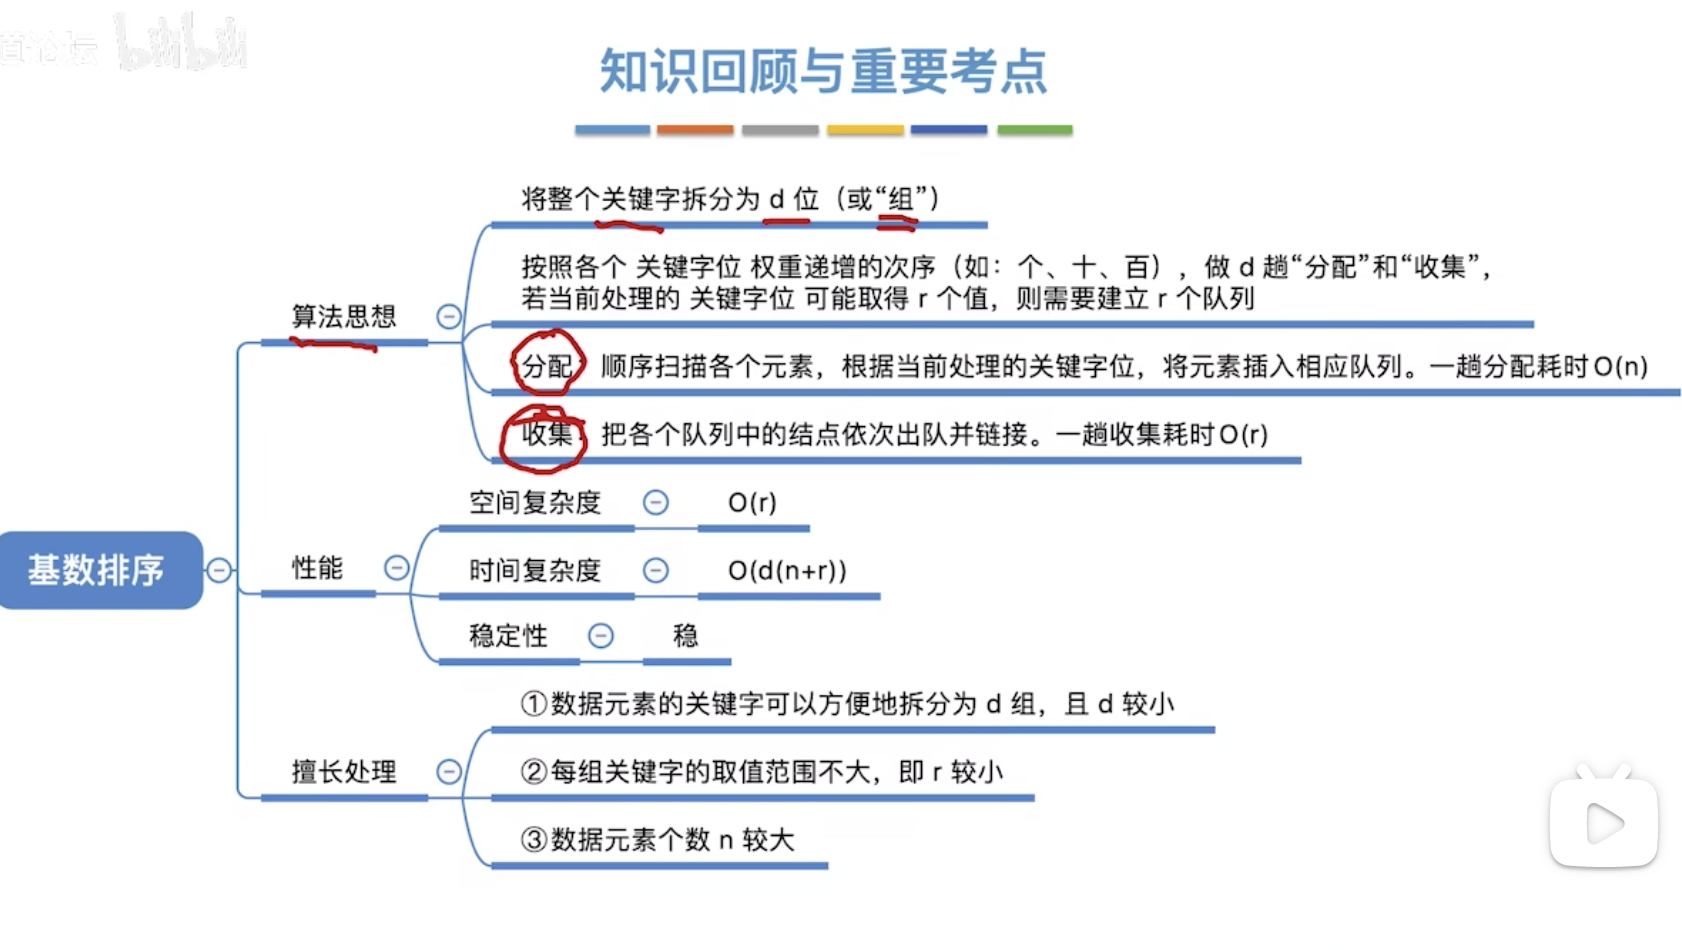 道论坛 bilibili
知识回顾与重要考点
将整个关键字拆分为 d 位（或“组”）
按照各个 关键字位 权重递增的次序（如：个、十、百），做 d 趟“分配”和“收集”，
若当前处理的 关键字位 可能取得 r 个值，则需要建立 r 个队列
算法思想
分配：顺序扫描各个元素，根据当前处理的关键字位，将元素插入相应队列。一趟分配耗时O(n)
收集：把各个队列中的结点依次出队并链接。一趟收集耗时O(r)
基数排序
性能
空间复杂度 O(r)
时间复杂度 O(d(n+r))
稳定性 稳
擅长处理
①数据元素的关键字可以方便地拆分为 d 组，且 d 较小
②每组关键字的取值范围不大，即 r 较小
③数据元素个数 n 较大